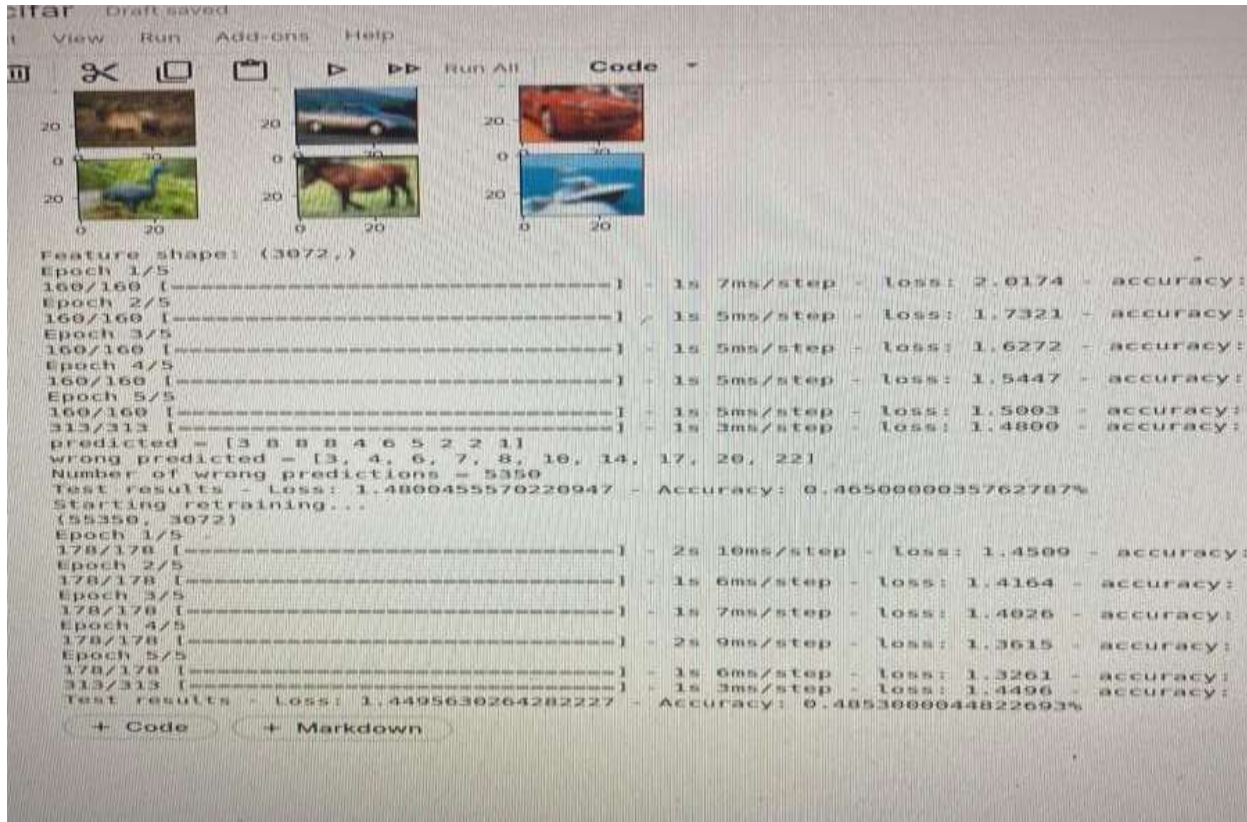 cifar Draft saved
View Run Add-ons Help
Run All Code
20 20 20
0 20 0 20 0 20
20 20 20
0 20 0 20 0 20
Feature shape: (3072,)
Epoch 1/5
160/160 [==============================] - 1s 7ms/step - loss: 2.0174 - accuracy:
Epoch 2/5
160/160 [==============================] - 1s 5ms/step - loss: 1.7321 - accuracy:
Epoch 3/5
160/160 [==============================] - 1s 5ms/step - loss: 1.6272 - accuracy:
Epoch 4/5
160/160 [==============================] - 1s 5ms/step - loss: 1.5447 - accuracy:
Epoch 5/5
160/160 [==============================] - 1s 5ms/step - loss: 1.5003 - accuracy:
313/313 [==============================] - 1s 3ms/step - loss: 1.4800 - accuracy:
predicted = [3 8 8 8 4 6 5 2 2 1]
wrong predicted = [3, 4, 6, 7, 8, 10, 14, 17, 20, 22]
Number of wrong predictions = 5350
Test results - Loss: 1.4800455570220947 - Accuracy: 0.4650000035762787%
Starting retraining...
(55350, 3072)
Epoch 1/5
178/178 [==============================] - 2s 10ms/step - loss: 1.4509 - accuracy:
Epoch 2/5
178/178 [==============================] - 1s 6ms/step - loss: 1.4164 - accuracy:
Epoch 3/5
178/178 [==============================] - 1s 7ms/step - loss: 1.4026 - accuracy:
Epoch 4/5
178/178 [==============================] - 2s 9ms/step - loss: 1.3615 - accuracy:
Epoch 5/5
178/178 [==============================] - 1s 6ms/step - loss: 1.3261 - accuracy:
313/313 [==============================] - 1s 3ms/step - loss: 1.4496 - accuracy:
Test results - Loss: 1.4495630264282227 - Accuracy: 0.4853000044822693%
+ Code + Markdown